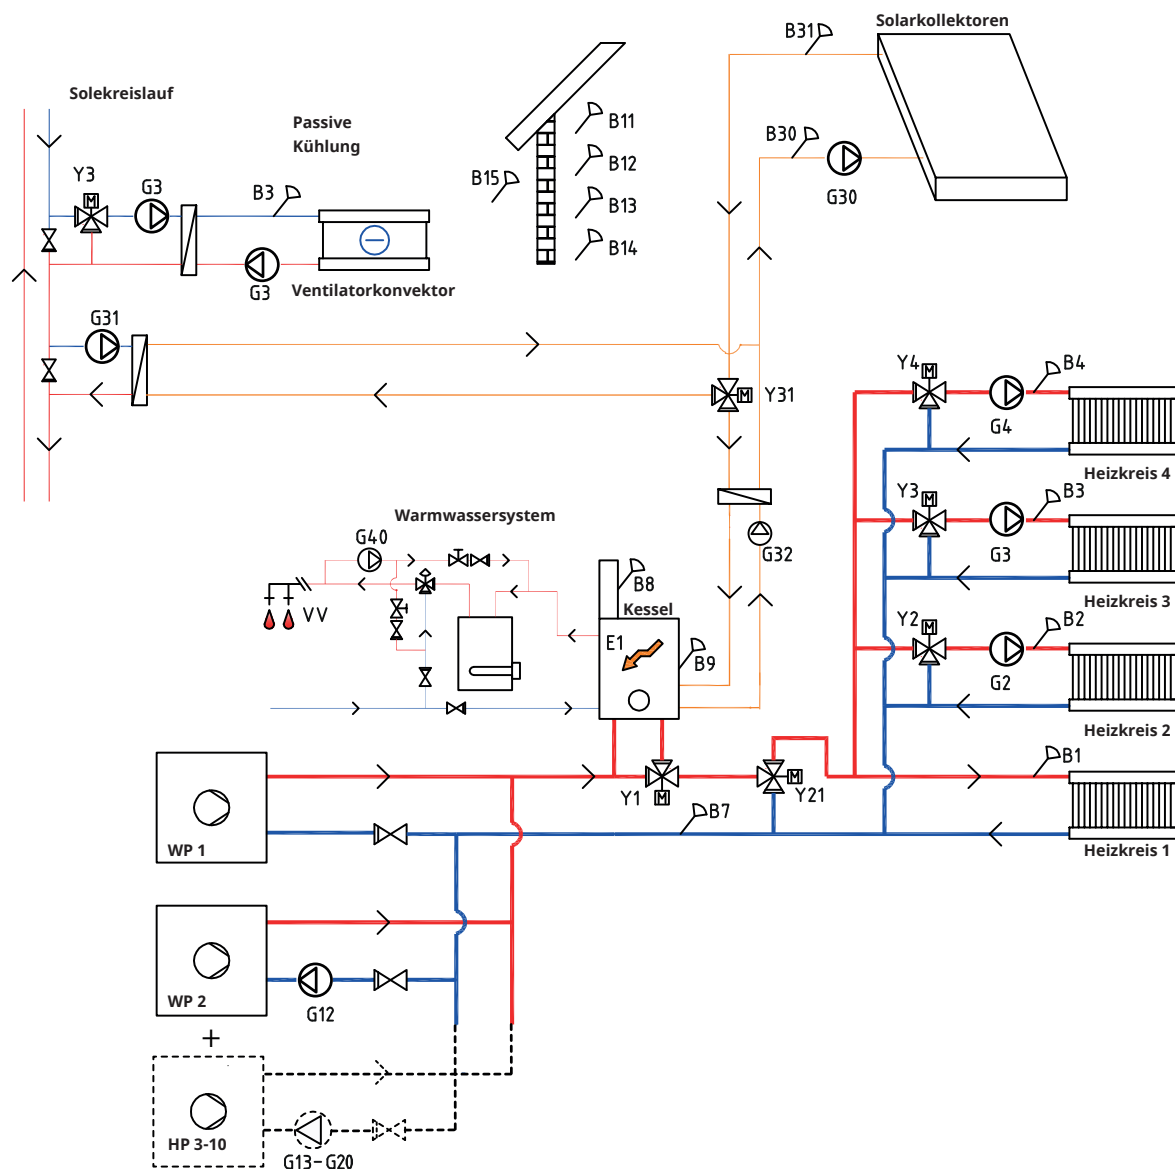 Solarkollektoren
B31
Solekreislauf
Passive
Kühlung
B11
B30
B12
Y3
G3
B3
B15
G30
B13
B14
G3
Ventilatorkonvektor
G31
Y4
B4
Y31
G4
Heizkreis 4
Y3
B3
Warmwassersystem
G40
G32
G3
B8
Heizkreis 3
Kessel
VV
Y2
B2
E1
B9
G2
Heizkreis 2
B1
Y1
Y21
B7
WP 1
Heizkreis 1
WP 2
G12
+
HP 3-10
G13-G20
M
M
M
M
M
M
M